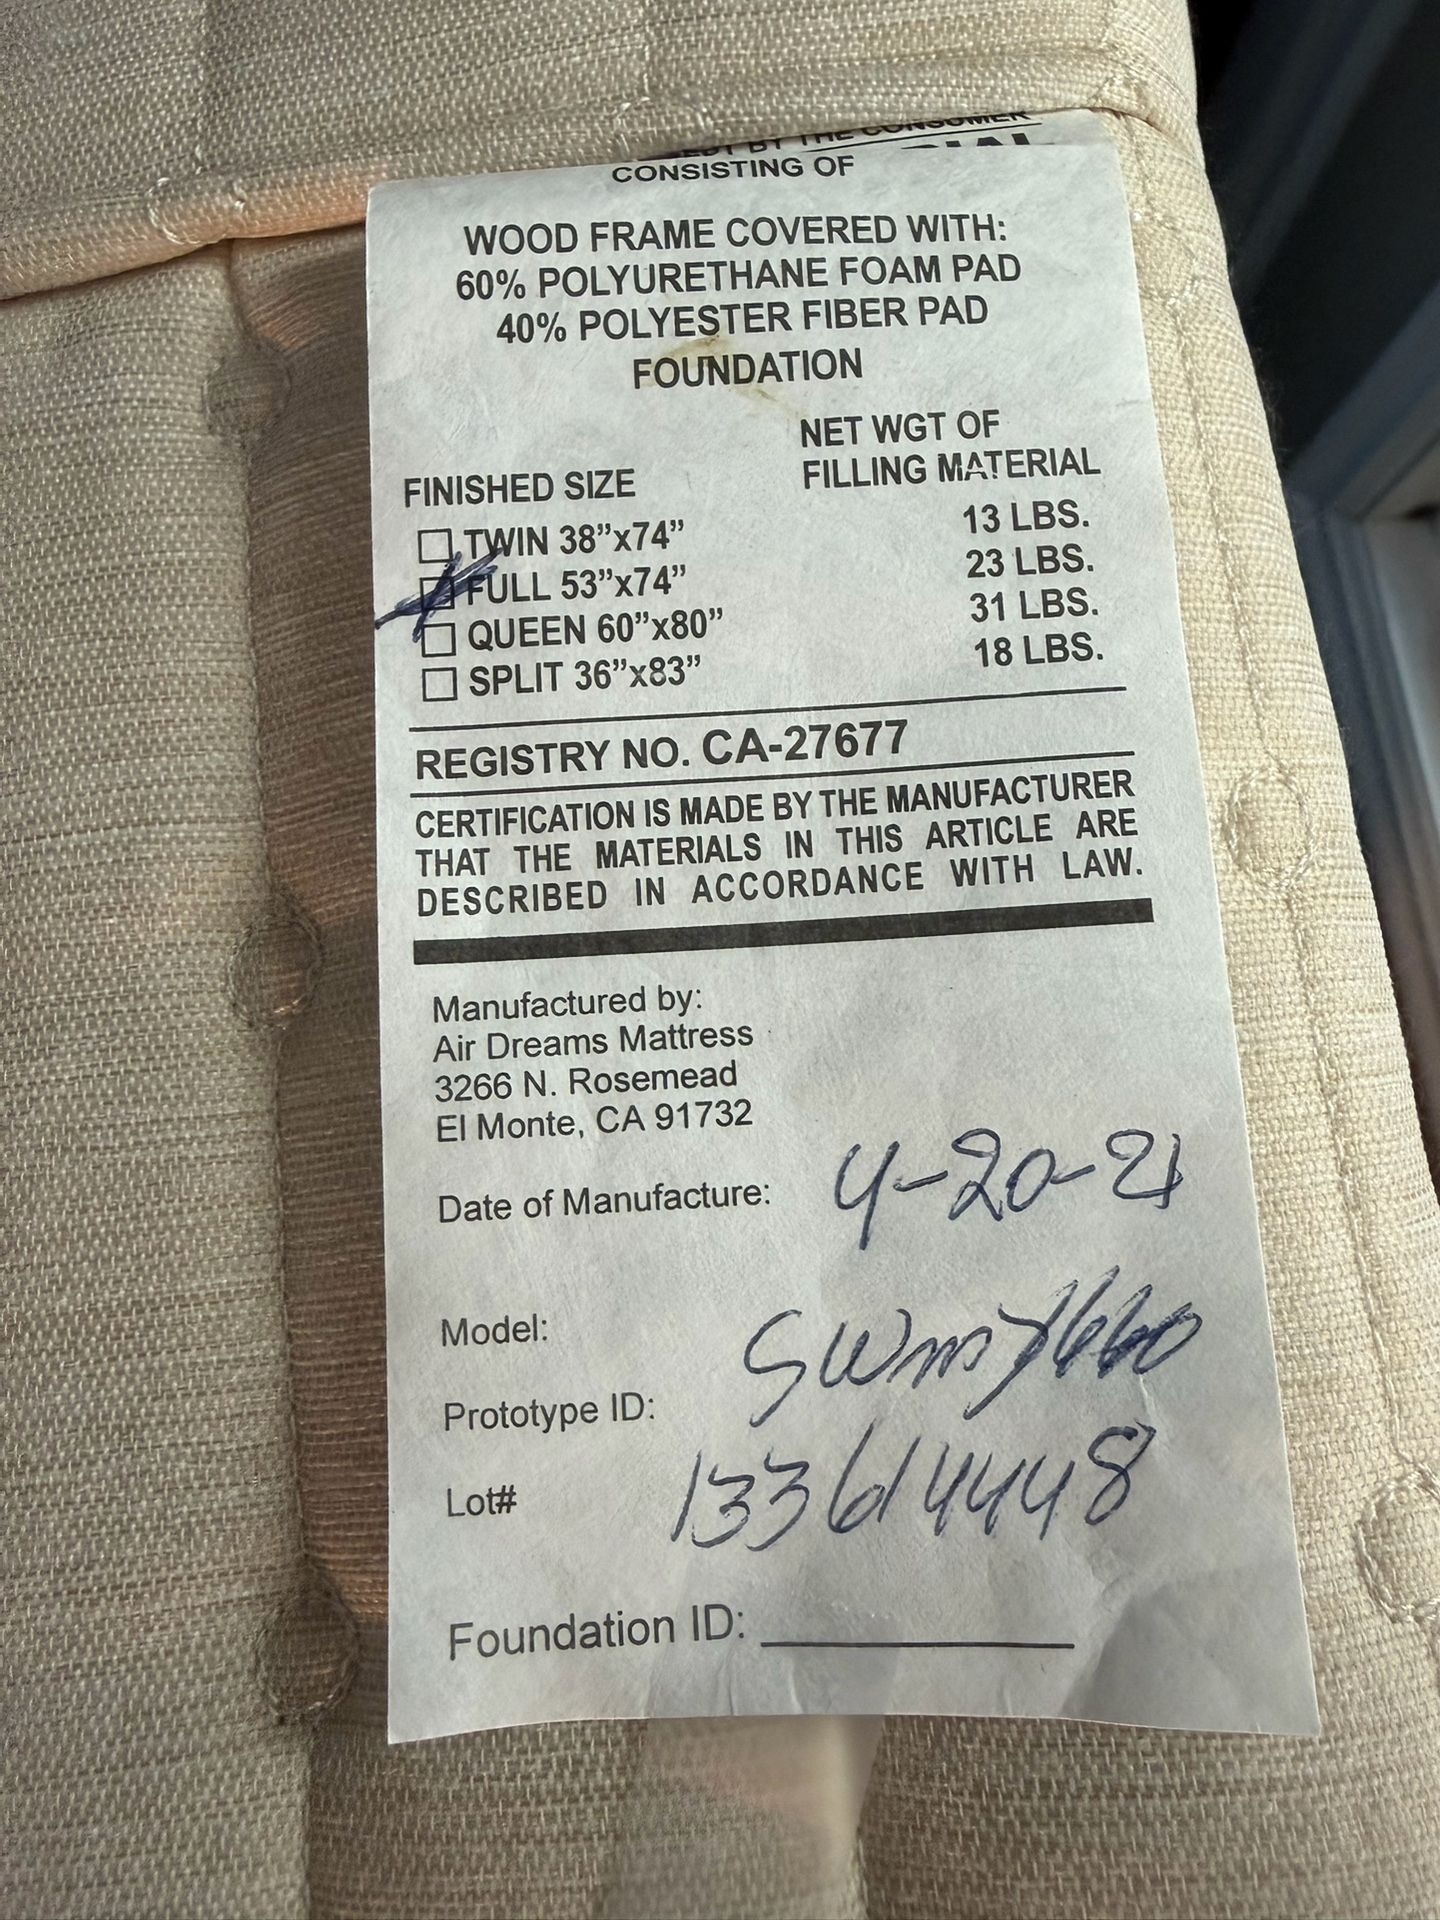 BY THE CONSUMER
CONSISTING OF
WOOD FRAME COVERED WITH:
60% POLYURETHANE FOAM PAD
40% POLYESTER FIBER PAD
FOUNDATION
FINISHED SIZE NET WGT OF FILLING MATERIAL
TWIN 38”x74” 13 LBS.
FULL 53”x74” 23 LBS.
QUEEN 60”x80” 31 LBS.
SPLIT 36”x83” 18 LBS.
REGISTRY NO. CA-27677
CERTIFICATION IS MADE BY THE MANUFACTURER
THAT THE MATERIALS IN THIS ARTICLE ARE
DESCRIBED IN ACCORDANCE WITH LAW.
Manufactured by:
Air Dreams Mattress
3266 N. Rosemead
El Monte, CA 91732
Date of Manufacture: 4-20-21
Model:
Prototype ID:
Lot# 133614448
Foundation ID: